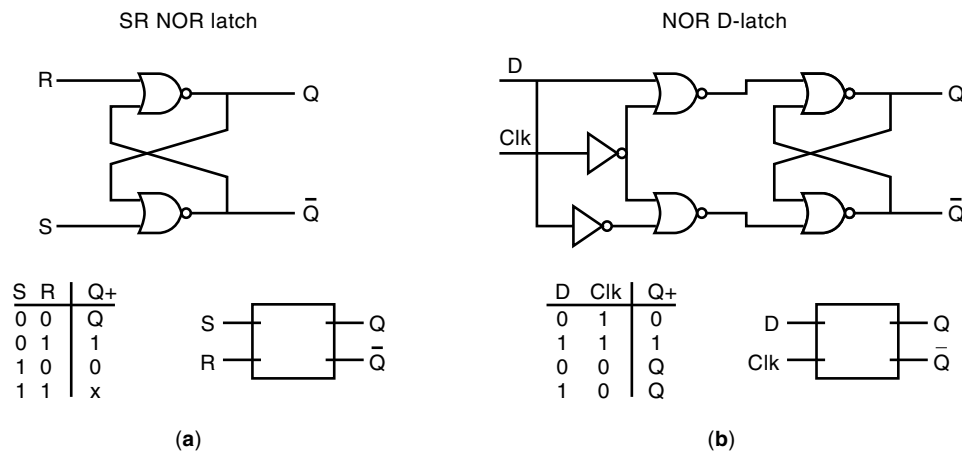 SR NOR latch
R
Q
Q̅
S
S R Q+
0 0 Q
0 1 1
1 0 0
1 1 x
S
R
Q
Q̅
(a)
NOR D-latch
D
Clk
Q
Q̅
D Clk Q+
0 1 0
1 1 1
0 0 Q
1 0 Q
D
Clk
Q
Q̅
(b)